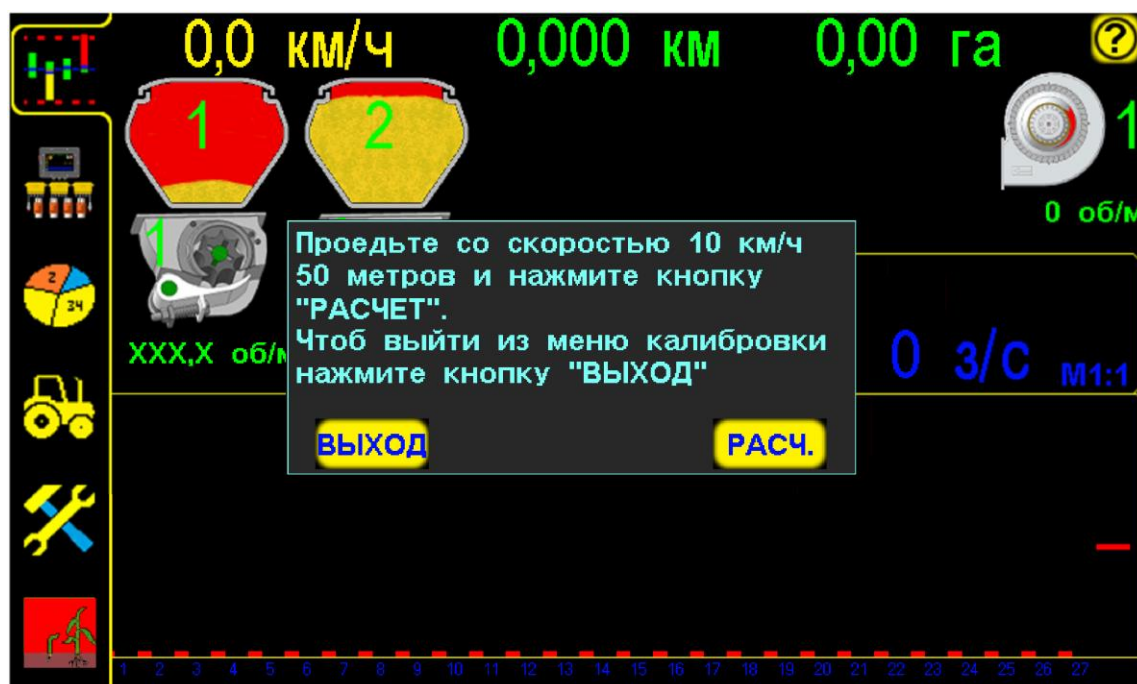 0,0 км/ч 0,000 км 0,00 га ?
1 2 1
0 об/м
1
Проедьте со скоростью 10 км/ч
50 метров и нажмите кнопку
"РАСЧЕТ".
Чтоб выйти из меню калибровки
нажмите кнопку "ВЫХОД"
ВЫХОД РАСЧ.
2 34
XXX,X об/м
0 з/с М1:1
1 2 3 4 5 6 7 8 9 10 11 12 13 14 15 16 17 18 19 20 21 22 23 24 25 26 27